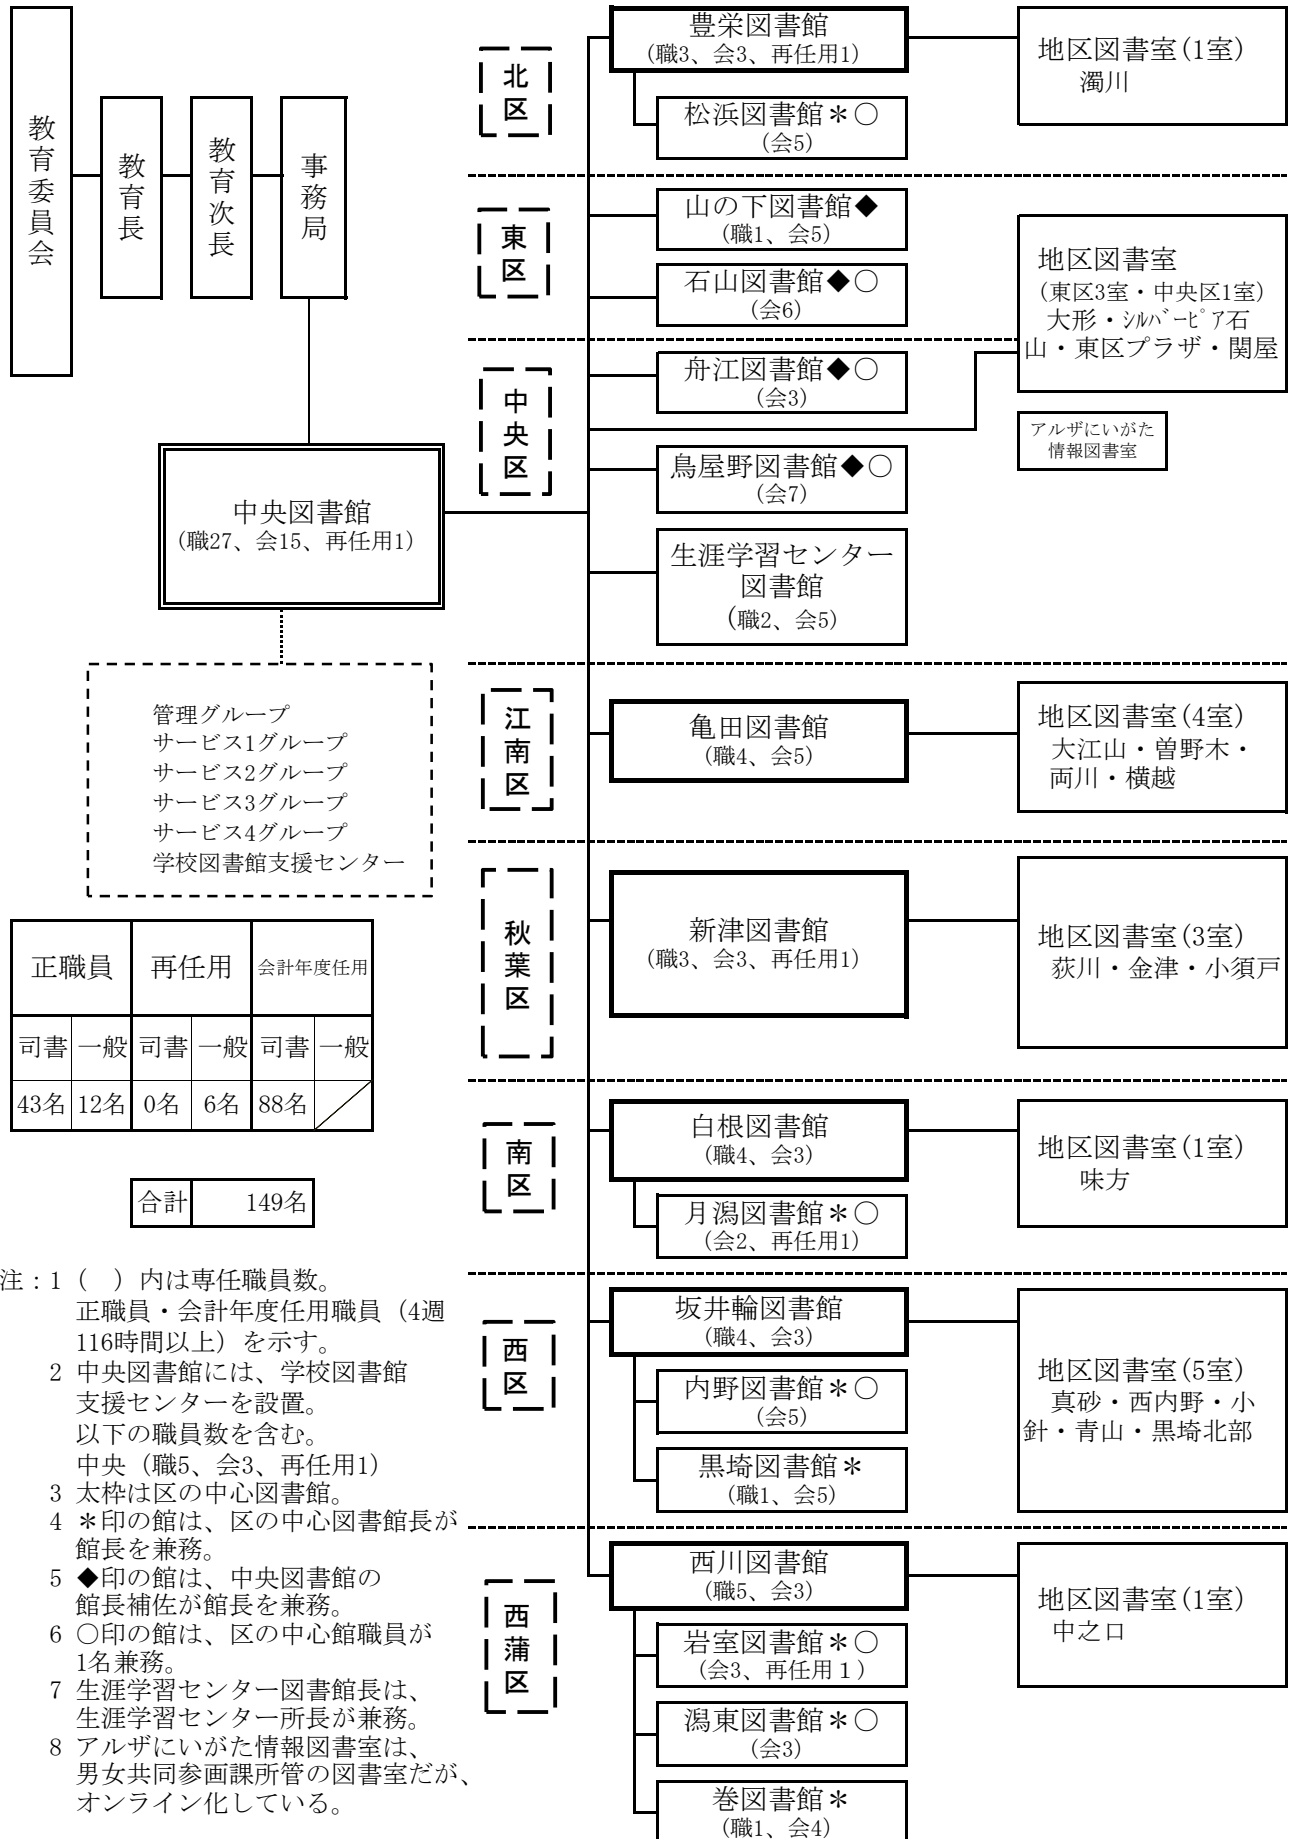 教育委員会
教育長
教育次長
事務局
中央図書館
(職27、会15、再任用1)
管理グループ
サービス1グループ
サービス2グループ
サービス3グループ
サービス4グループ
学校図書館支援センター
正職員 再任用 会計年度任用
司書 一般 司書 一般 司書 一般
43名 12名 0名 6名 88名
合計 149名
注：1 （　）内は専任職員数。
正職員・会計年度任用職員（4週
116時間以上）を示す。
2 中央図書館には、学校図書館
支援センターを設置。
以下の職員数を含む。
中央（職5、会3、再任用1）
3 太枠は区の中心図書館。
4 ＊印の館は、区の中心図書館長が
館長を兼務。
5 ◆印の館は、中央図書館の
館長補佐が館長を兼務。
6 ○印の館は、区の中心館職員が
1名兼務。
7 生涯学習センター図書館長は、
生涯学習センター所長が兼務。
8 アルザにいがた情報図書室は、
男女共同参画課所管の図書室だが、
オンライン化している。
北区
豊栄図書館
(職3、会3、再任用1)
松浜図書館＊○
(会5)
地区図書室(1室)
濁川
東区
山の下図書館◆
(職1、会5)
石山図書館◆○
(会6)
地区図書室
(東区3室・中央区1室)
大形・ｼﾙﾊﾞｰﾋﾟｱ石
山・東区プラザ・関屋
アルザにいがた
情報図書室
中央区
舟江図書館◆○
(会3)
鳥屋野図書館◆○
(会7)
生涯学習センター
図書館
(職2、会5)
江南区
亀田図書館
(職4、会5)
地区図書室(4室)
大江山・曽野木・
両川・横越
秋葉区
新津図書館
(職3、会3、再任用1)
地区図書室(3室)
荻川・金津・小須戸
南区
白根図書館
(職4、会3)
月潟図書館＊○
(会2、再任用1)
地区図書室(1室)
味方
西区
坂井輪図書館
(職4、会3)
内野図書館＊○
(会5)
黒埼図書館＊
(職1、会5)
地区図書室(5室)
真砂・西内野・小
針・青山・黒埼北部
西蒲区
西川図書館
(職5、会3)
岩室図書館＊○
(会3、再任用１)
潟東図書館＊○
(会3)
巻図書館＊
(職1、会4)
地区図書室(1室)
中之口